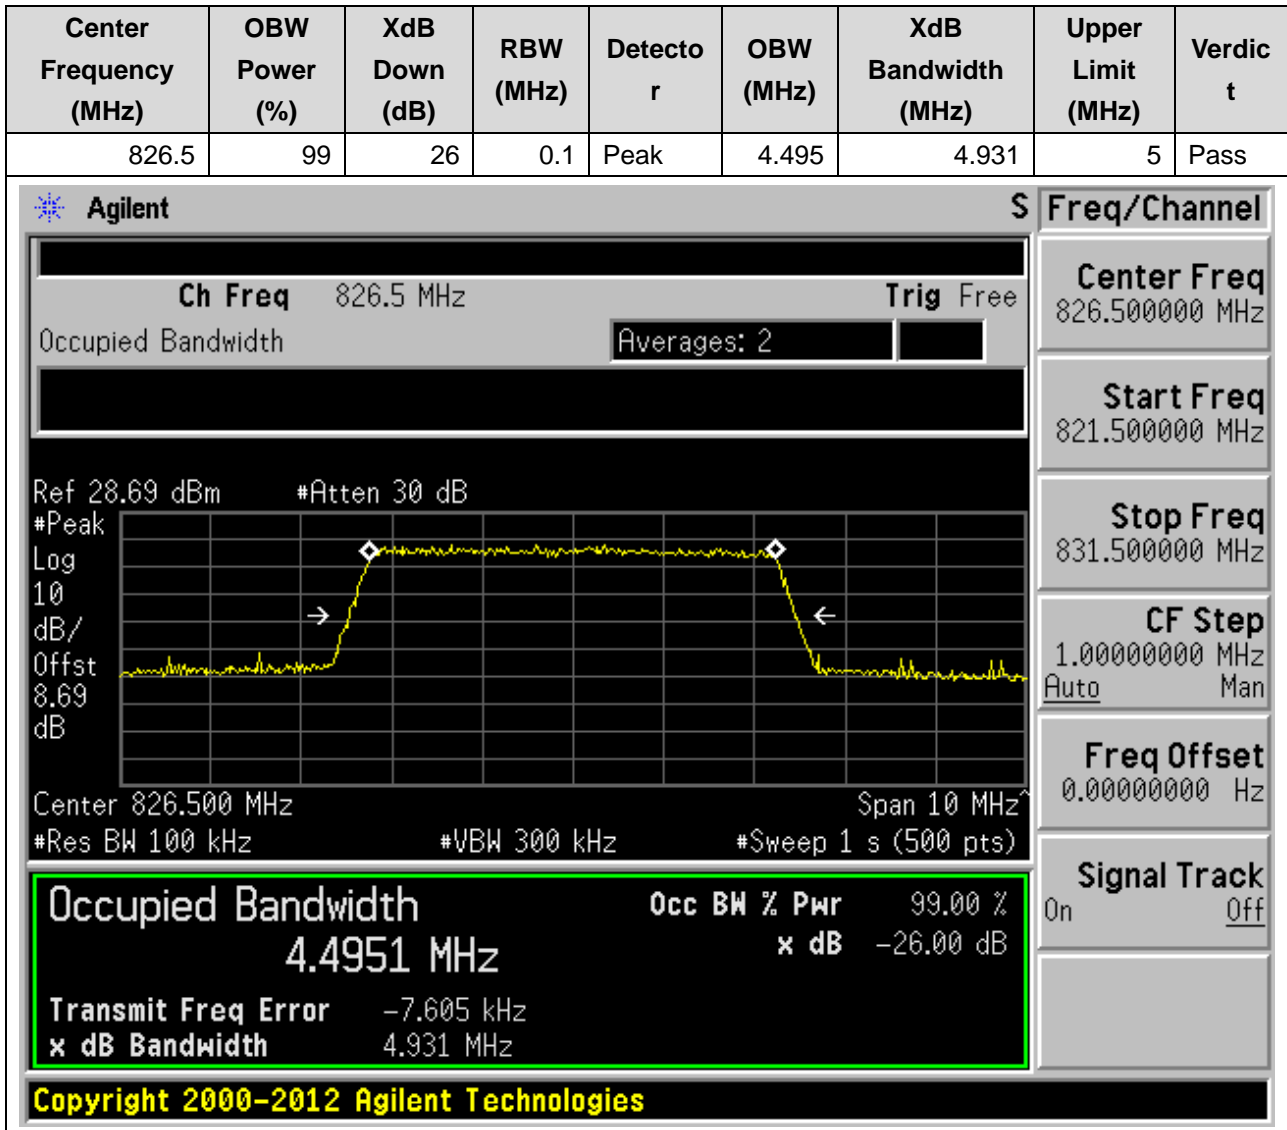 Center Frequency (MHz) OBW Power (%) XdB Down (dB) RBW (MHz) Detecto r OBW (MHz) XdB Bandwidth (MHz) Upper Limit (MHz) Verdic t
826.5 99 26 0.1 Peak 4.495 4.931 5 Pass
Agilent S Freq/Channel
Ch Freq 826.5 MHz Trig Free
Occupied Bandwidth Averages: 2
Center Freq
826.500000 MHz
Start Freq
821.500000 MHz
Stop Freq
831.500000 MHz
CF Step
1.00000000 MHz
Auto Man
Freq Offset
0.00000000 Hz
Signal Track
On Off
Ref 28.69 dBm #Atten 30 dB
#Peak
Log
10
dB/
Offst
8.69
dB
Center 826.500 MHz Span 10 MHz^
#Res BW 100 kHz #VBW 300 kHz #Sweep 1 s (500 pts)
Occupied Bandwidth Occ BW % Pwr 99.00 %
4.4951 MHz x dB -26.00 dB
Transmit Freq Error -7.605 kHz
x dB Bandwidth 4.931 MHz
Copyright 2000-2012 Agilent Technologies